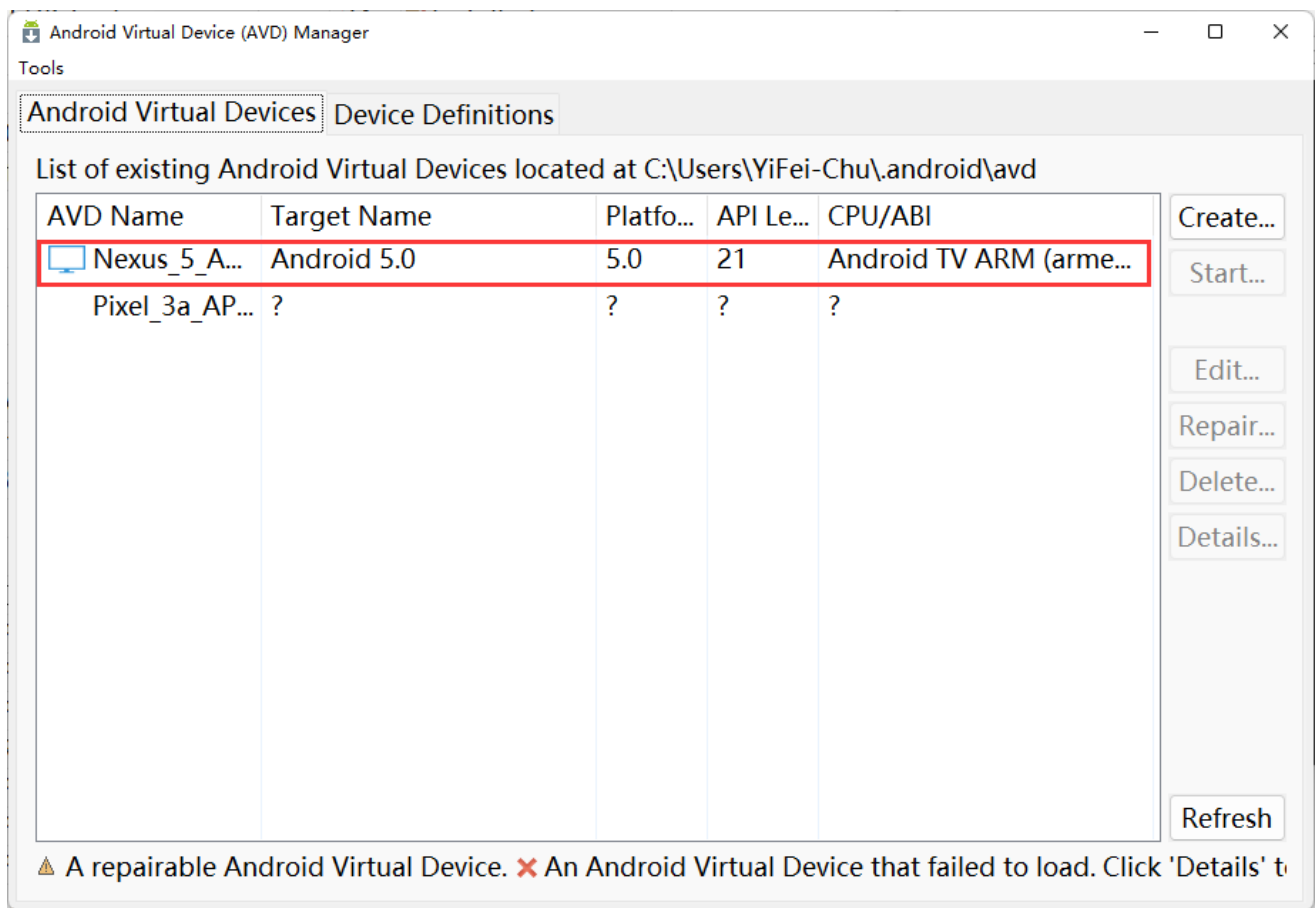 Android Virtual Device (AVD) Manager
Tools
Android Virtual Devices Device Definitions
List of existing Android Virtual Devices located at C:\Users\YiFei-Chu\.android\avd
AVD Name Target Name Platfo... API Le... CPU/ABI
Create...
Nexus_5_A... Android 5.0 5.0 21 Android TV ARM (arme...
Start...
Pixel_3a_AP... ? ? ? ?
Edit...
Repair...
Delete...
Details...
Refresh
A repairable Android Virtual Device. An Android Virtual Device that failed to load. Click 'Details'